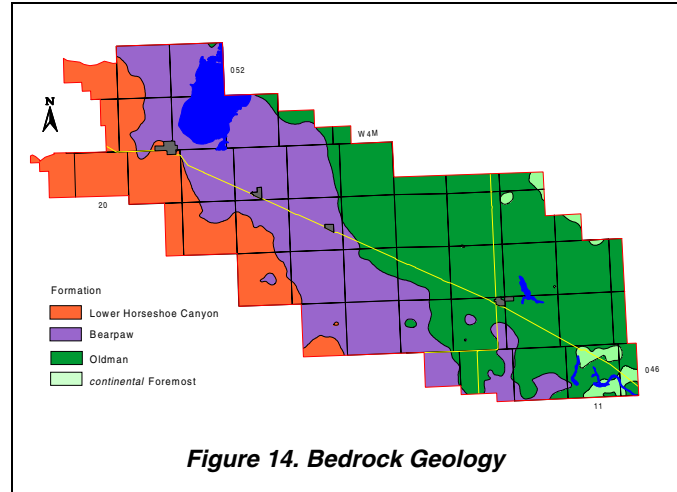 052
N
W4M
20
Formation
Lower Horseshoe Canyon
Bearpaw
Oldman
continental Foremost
046
11
Figure 14. Bedrock Geology